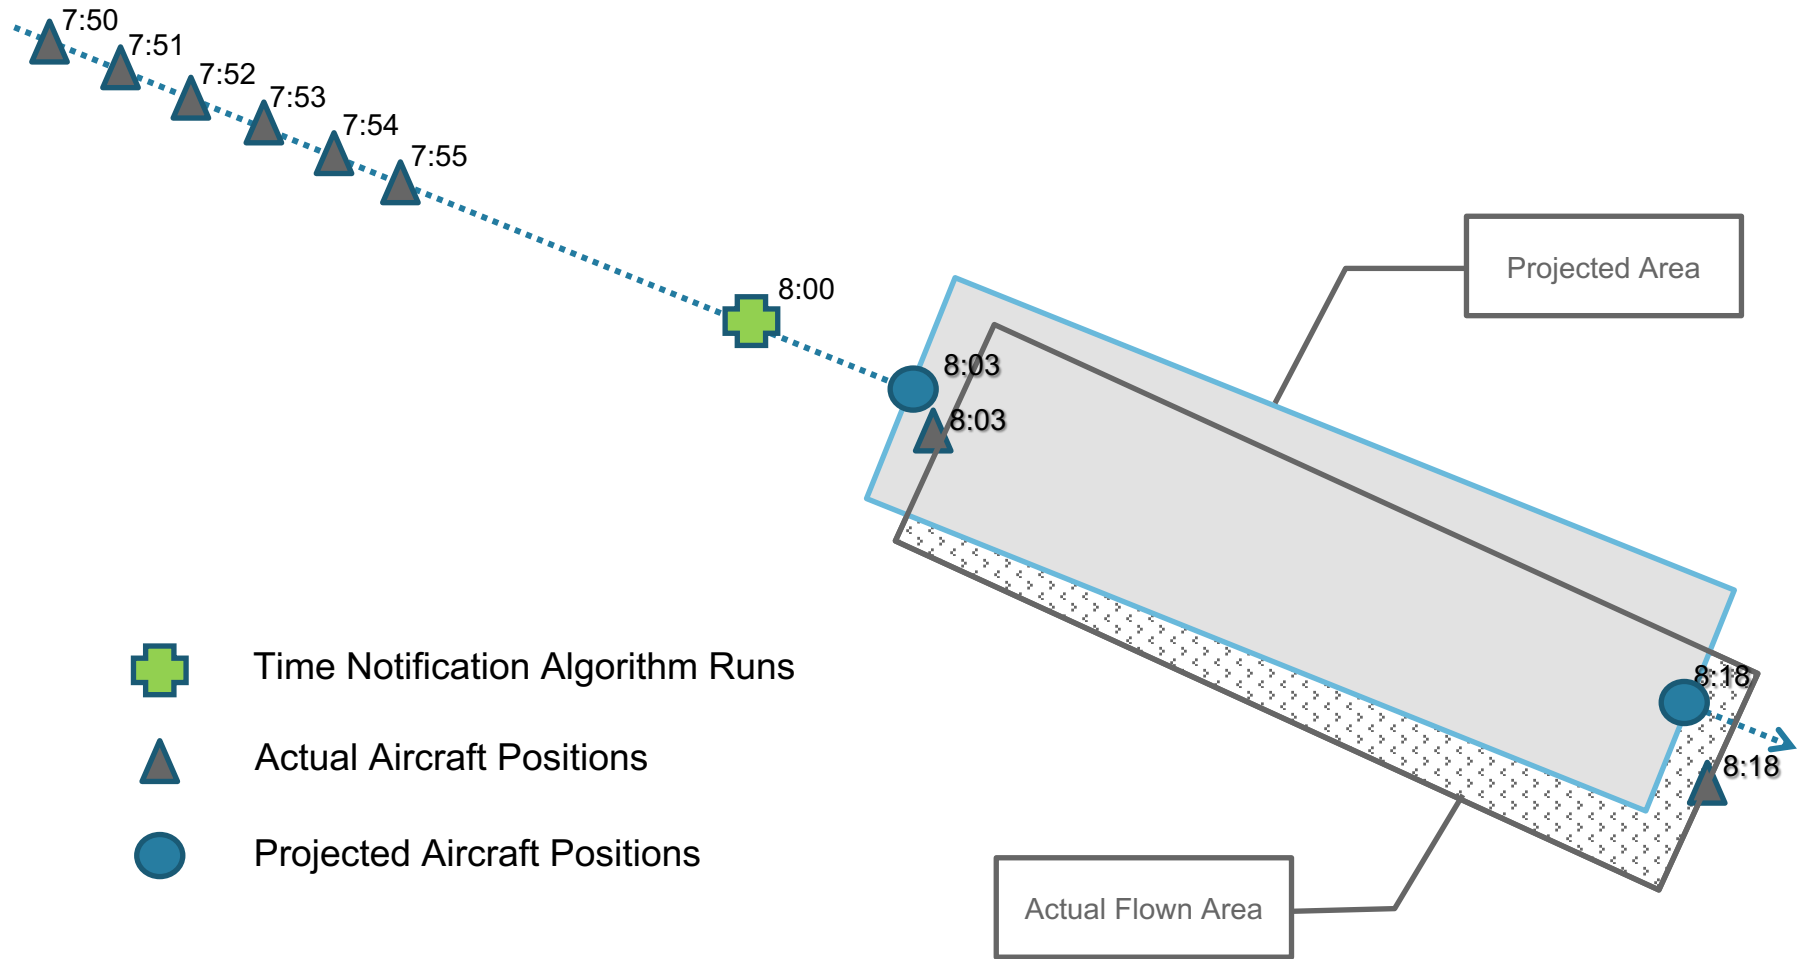 7:50
7:51
7:52
7:53
7:54
7:55
8:00
Projected Area
8:03
8:03
8:18
8:18
Time Notification Algorithm Runs
Actual Aircraft Positions
Projected Aircraft Positions
Actual Flown Area